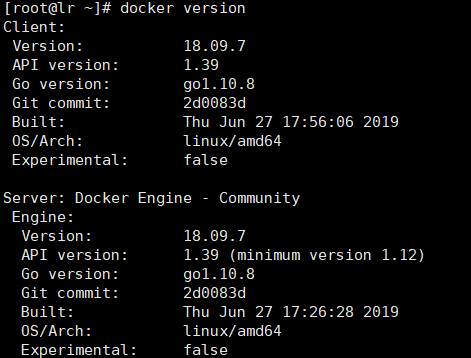 [root@lr ~]# docker version
Client:
 Version:           18.09.7
 API version:       1.39
 Go version:        go1.10.8
 Git commit:        2d0083d
 Built:             Thu Jun 27 17:56:06 2019
 OS/Arch:           linux/amd64
 Experimental:      false

Server: Docker Engine - Community
 Engine:
  Version:          18.09.7
  API version:      1.39 (minimum version 1.12)
  Go version:       go1.10.8
  Git commit:       2d0083d
  Built:            Thu Jun 27 17:26:28 2019
  OS/Arch:          linux/amd64
  Experimental:     false